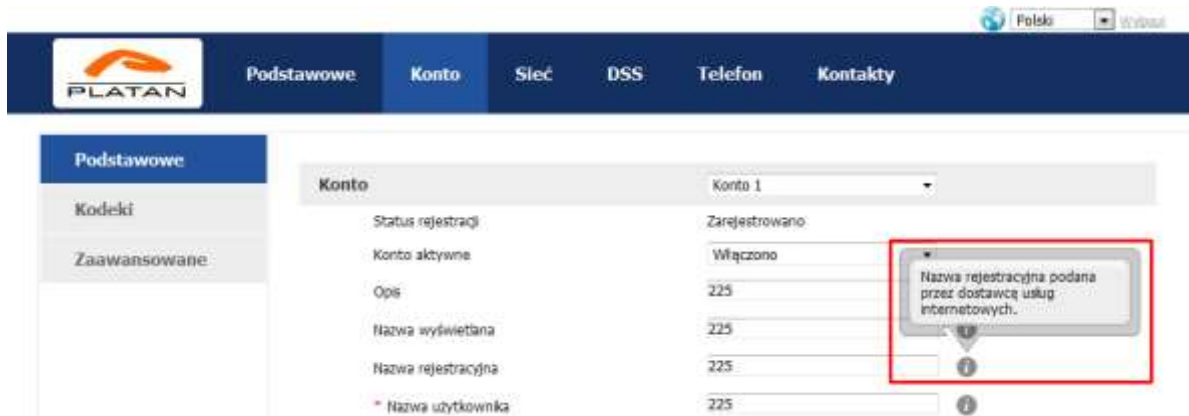 Polski
PLATAN
Podstawowe Konto Sieć DSS Telefon Kontakty
Podstawowe
Kodeki
Zaawansowane
Konto Konto 1
Status rejestracji Zarejestrowano
Konto aktywne Włączono
Opis 225
Nazwa wyświetlana 225
Nazwa rejestracyjna 225
* Nazwa użytkownika 225
Nazwa rejestracyjna podana
przez dostawcę usług
internetowych.